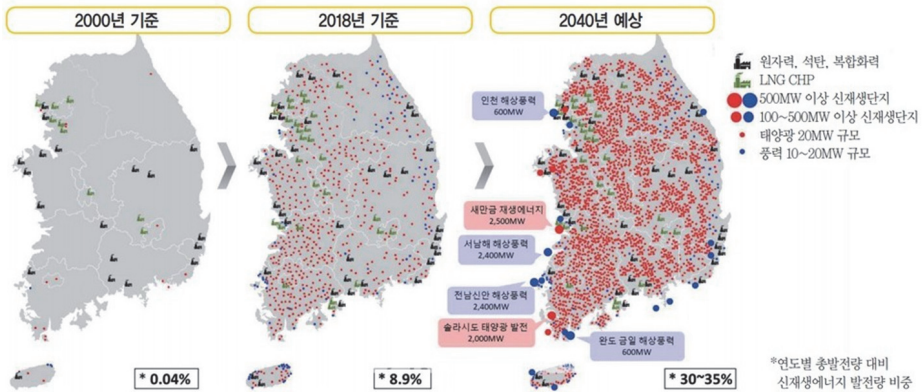 2000년 기준
2018년 기준
2040년 예상
원자력, 석탄, 복합화력
LNG CHP
500MW 이상 신재생단지
100~500MW 이상 신재생단지
태양광 20MW 규모
풍력 10~20MW 규모
인천 해상풍력
600MW
새만금 재생에너지
2,500MW
서남해 해상풍력
2,400MW
전남신안 해상풍력
2,400MW
솔라시도 태양광 발전
2,000MW
완도 금일 해상풍력
600MW
* 0.04%
* 8.9%
* 30~35%
*연도별 총발전량 대비
신재생에너지 발전량 비중